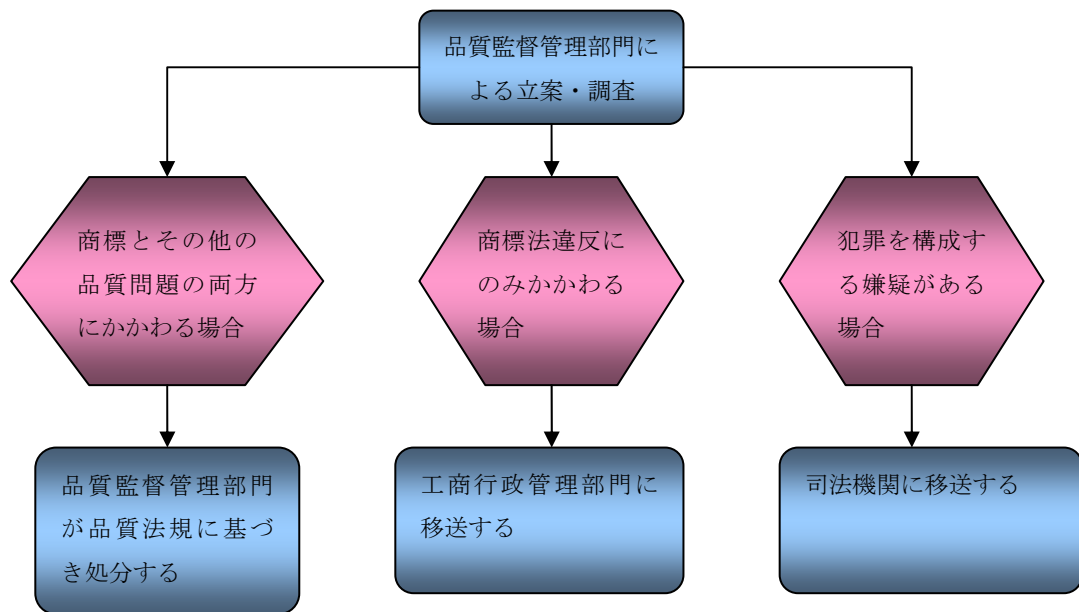 品質監督管理部門に
よる立案・調査
商標とその他の
品質問題の両方
にかかわる場合
商標法違反に
のみかかわる
場合
犯罪を構成す
る嫌疑がある
場合
品質監督管理部門
が品質法規に基づ
き処分する
工商行政管理部門に
移送する
司法機関に移送する